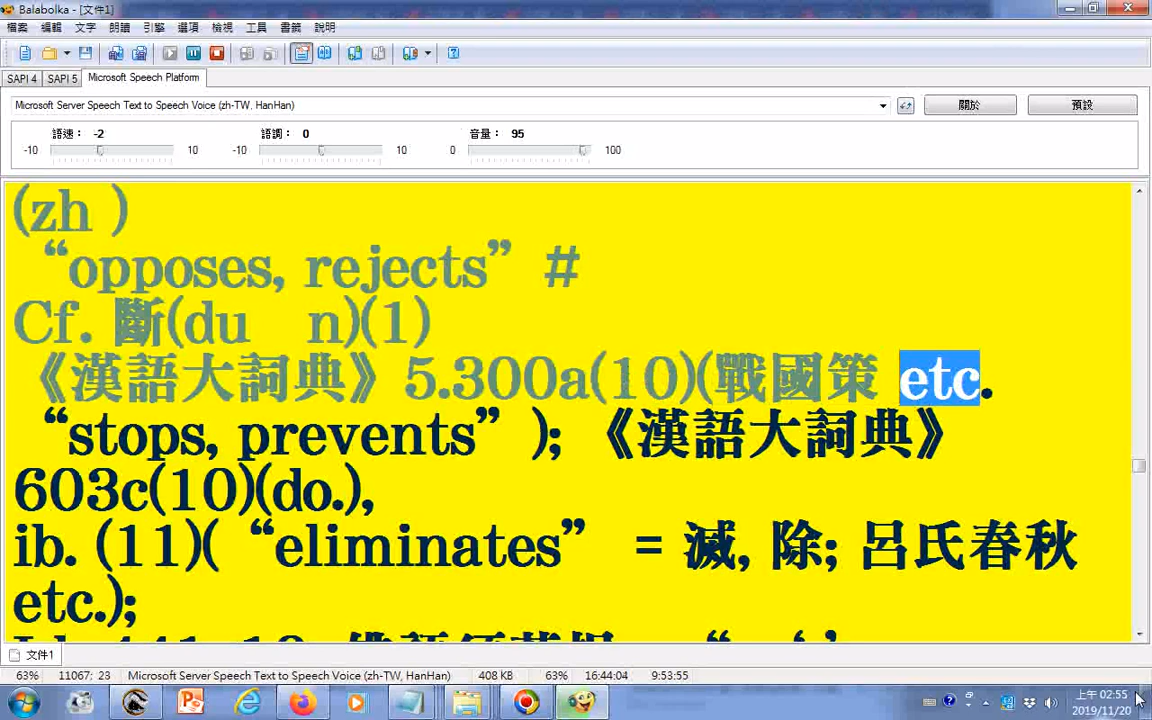 Balabolka - [文件1]
檔案 編輯 文字 朗讀 引擎 選項 檢視 工具 書籤 說明
SAPI 4 SAPI 5 Microsoft Speech Platform
Microsoft Server Speech Text to Speech Voice (zh-TW, HanHan) 關於 預設
語速： -2 語調： 0 音量： 95
-10 10 -10 10 0 100
(zh )
“opposes, rejects” #
Cf. 斷(du n)(1)
《漢語大詞典》5.300a(10)(戰國策 etc.
“stops, prevents”); 《漢語大詞典》
603c(10)(do.),
ib. (11)(“eliminates” = 滅, 除; 呂氏春秋
etc.);
文件1
63% 11067; 23 Microsoft Server Speech Text to Speech Voice (zh-TW, HanHan) 408 KB 63% 16:44:04 9:53:55
上午 02:55
2019/11/20